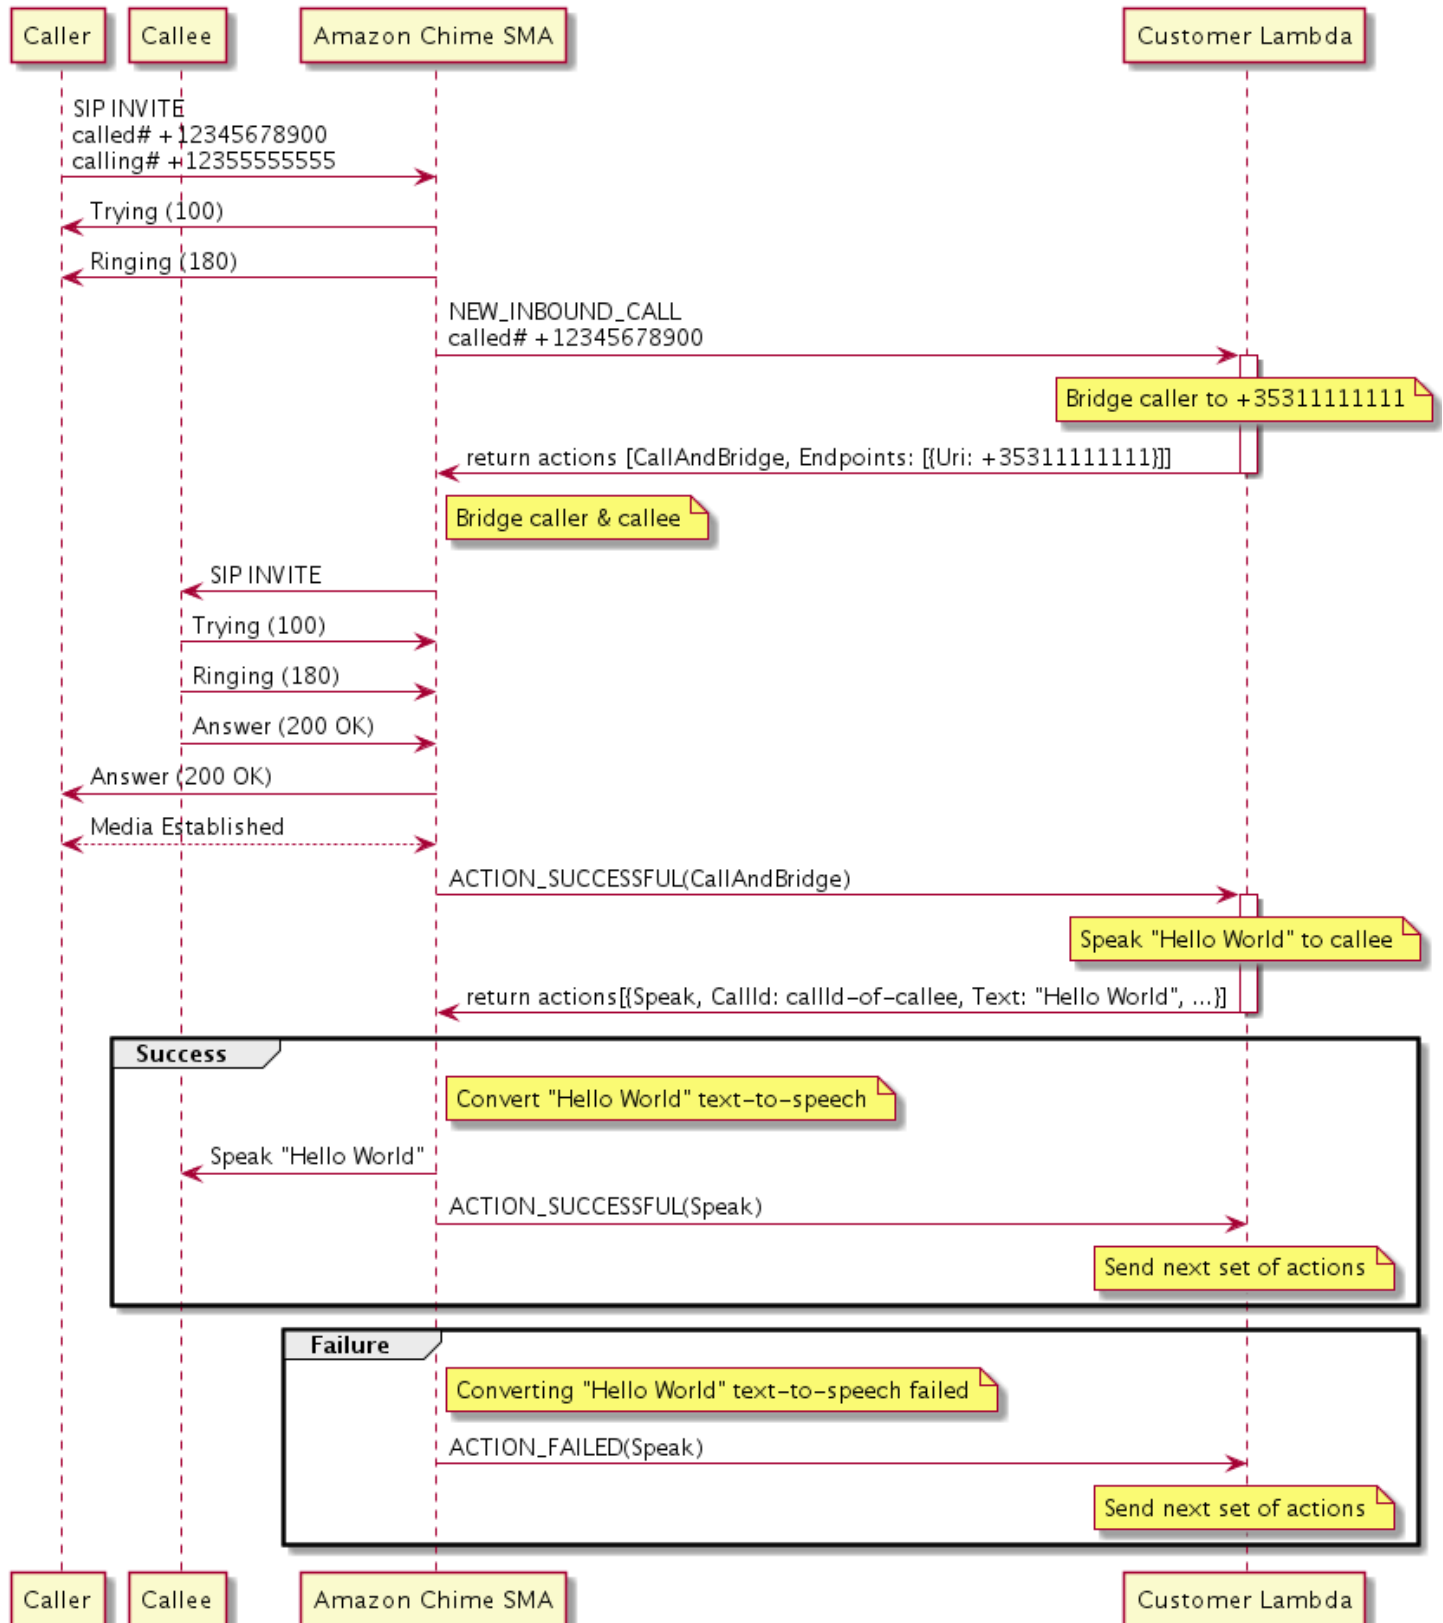 Caller
Callee
Amazon Chime SMA
Customer Lambda
SIP INVITE
called# +12345678900
calling# +12355555555
Trying (100)
Ringing (180)
NEW_INBOUND_CALL
called# +12345678900
Bridge caller to +35311111111
return actions [CallAndBridge, Endpoints: [{Uri: +35311111111}]]
Bridge caller & callee
SIP INVITE
Trying (100)
Ringing (180)
Answer (200 OK)
Answer (200 OK)
Media Established
ACTION_SUCCESSFUL(CallAndBridge)
Speak "Hello World" to callee
return actions[{Speak, CallId: callId-of-callee, Text: "Hello World", ...}]
Success
Convert "Hello World" text-to-speech
Speak "Hello World"
ACTION_SUCCESSFUL(Speak)
Send next set of actions
Failure
Converting "Hello World" text-to-speech failed
ACTION_FAILED(Speak)
Send next set of actions
Caller
Callee
Amazon Chime SMA
Customer Lambda